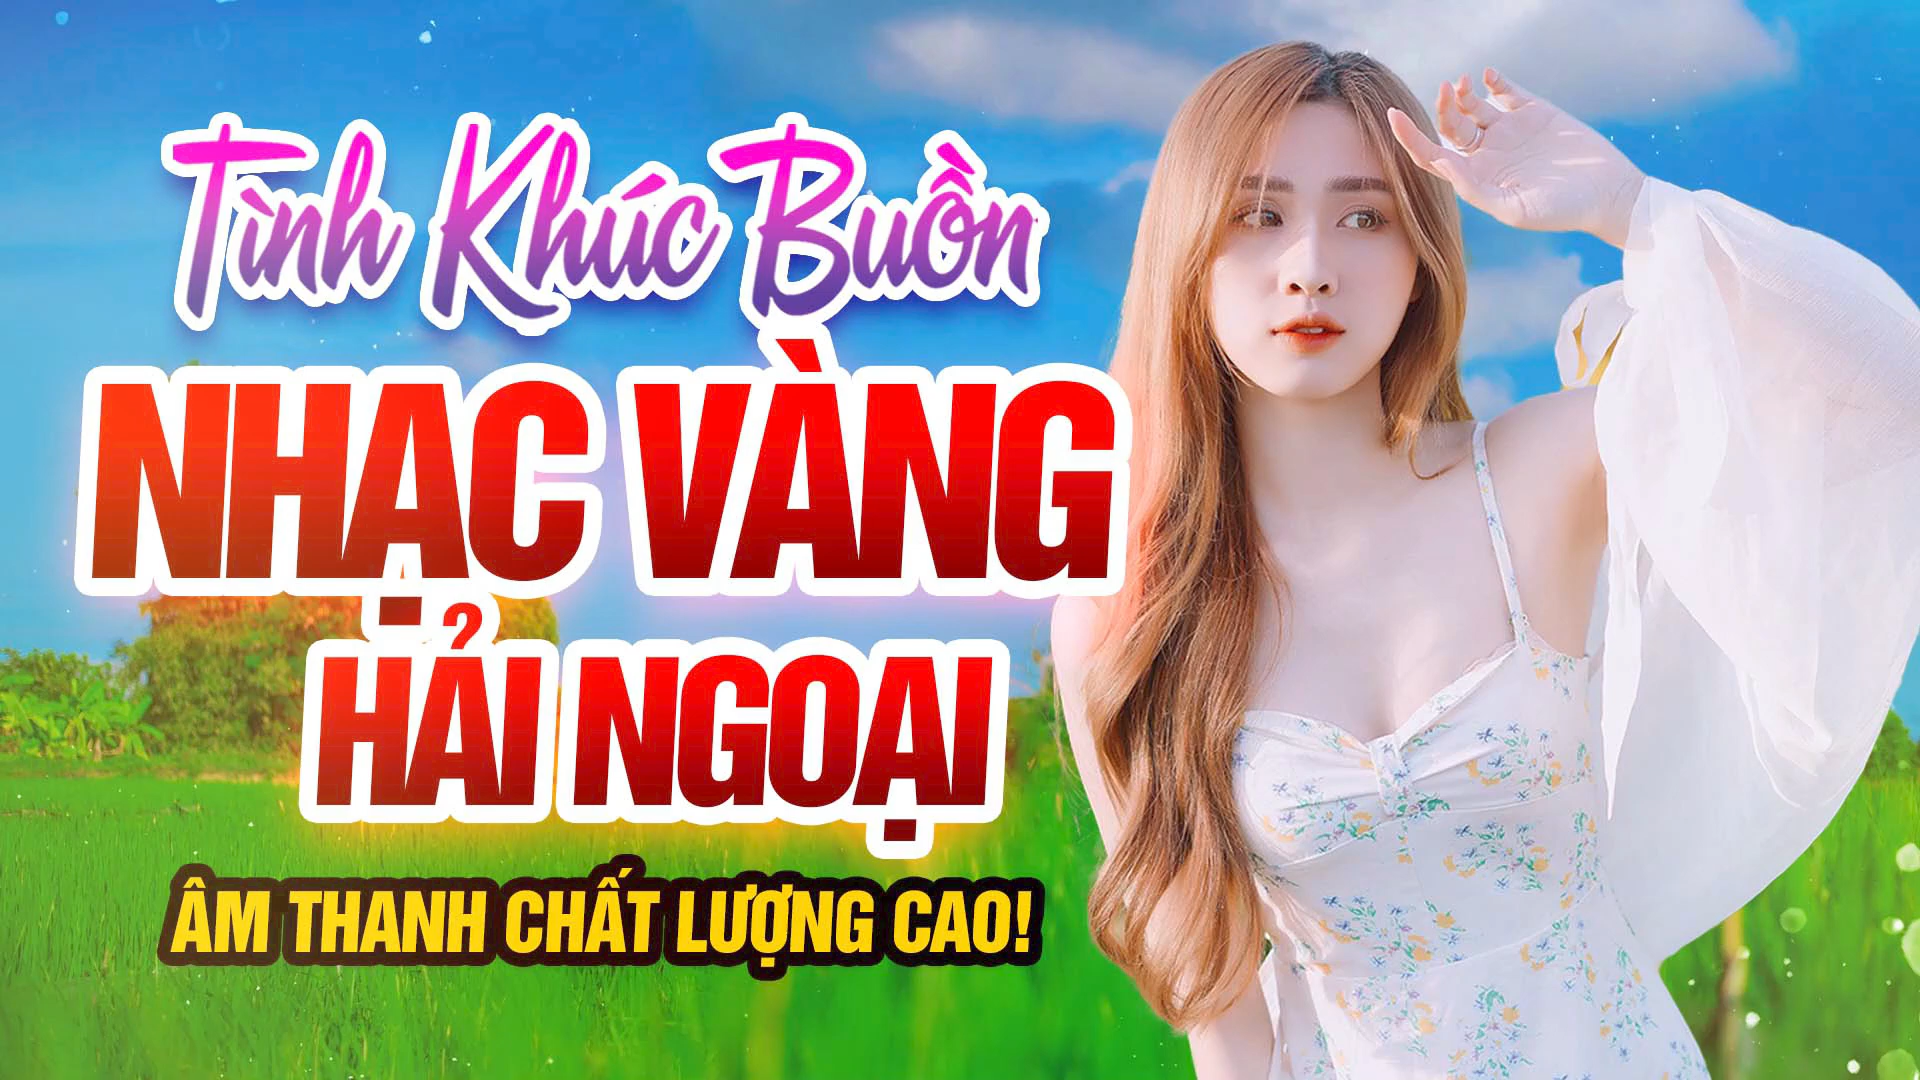 Tình Khúc Buồn
NHẠC VÀNG
HẢI NGOẠI
ÂM THANH CHẤT LƯỢNG CAO!